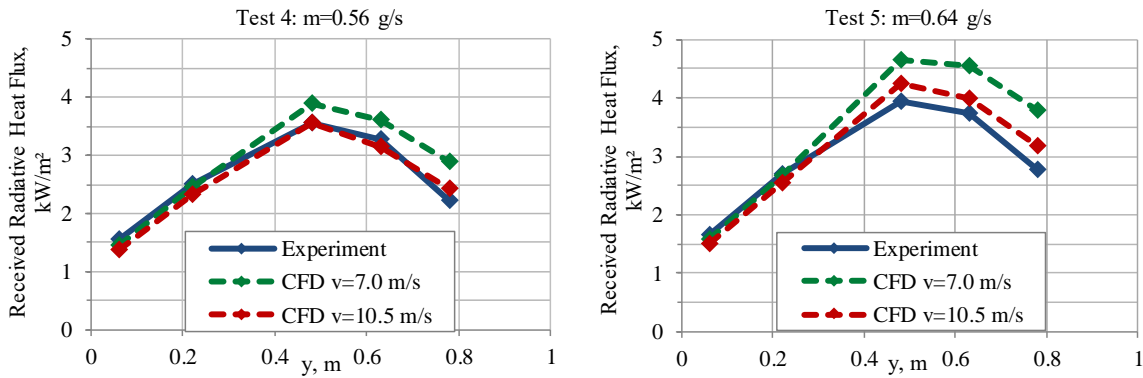 Test 4: m=0.56 g/s
Received Radiative Heat Flux,
kW/m²
5
4
3
2
1
0
0
0.2
0.4
0.6
0.8
1
y, m
Experiment
CFD v=7.0 m/s
CFD v=10.5 m/s
Test 5: m=0.64 g/s
Received Radiative Heat Flux,
kW/m²
5
4
3
2
1
0
0
0.2
0.4
0.6
0.8
1
y, m
Experiment
CFD v=7.0 m/s
CFD v=10.5 m/s